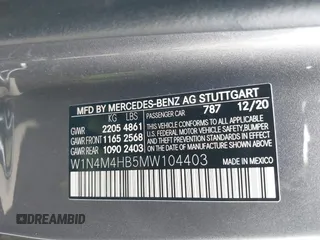 MFD BY MERCEDES-BENZ AG STUTTGART
PASSENGER CAR 787 12/20
KG LBS
GVWR 2205 4861
GAWR FRONT 1165 2568
GAWR REAR 1090 2403
THIS VEHICLE CONFORMS TO ALL APPLICABLE
U.S. FEDERAL MOTOR VEHICLE SAFETY BUMPER,
AND THEFT PREVENTION STANDARDS IN EFFECT
ON THE DATE OF MANUFACTURE SHOWN ABOVE.
W1N4M4HB5MW104403
MADE IN MEXICO
DREAMBID